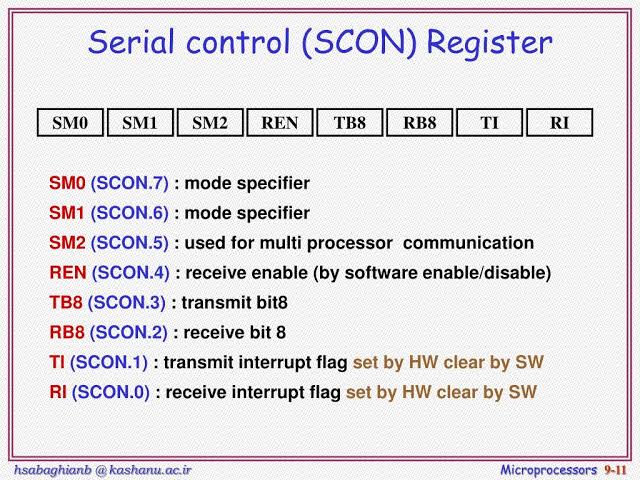 Serial control (SCON) Register
SM0 SM1 SM2 REN TB8 RB8 TI RI
SM0 (SCON.7) : mode specifier
SM1 (SCON.6) : mode specifier
SM2 (SCON.5) : used for multi processor communication
REN (SCON.4) : receive enable (by software enable/disable)
TB8 (SCON.3) : transmit bit8
RB8 (SCON.2) : receive bit 8
TI (SCON.1) : transmit interrupt flag set by HW clear by SW
RI (SCON.0) : receive interrupt flag set by HW clear by SW
hsabaghianb @ kashanu.ac.ir Microprocessors 9-11